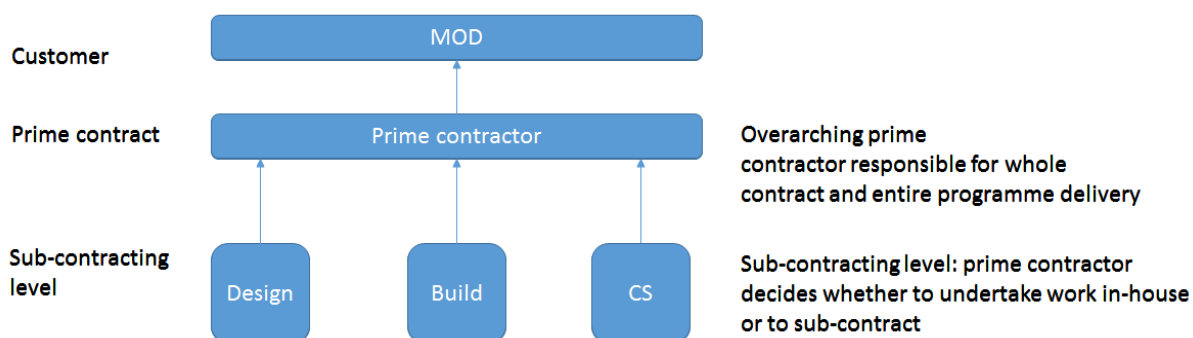 MOD
Customer
Prime contract
Prime contractor
Overarching prime
contractor responsible for whole
contract and entire programme delivery
Sub-contracting
level
Design
Build
CS
Sub-contracting level: prime contractor
decides whether to undertake work in-house
or to sub-contract